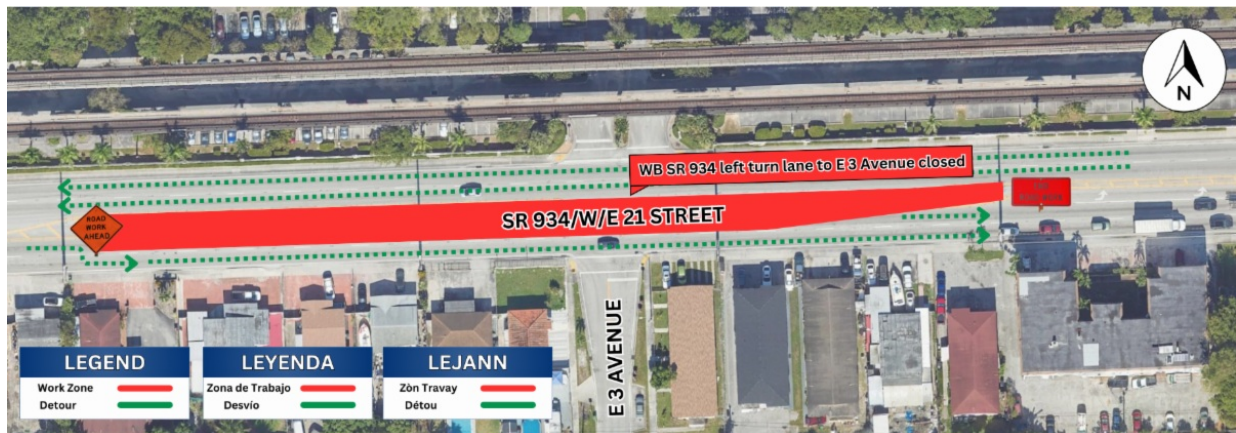 N
WB SR 934 left turn lane to E 3 Avenue closed
ROAD
WORK
AHEAD
SR 934/W/E 21 STREET
E 3 AVENUE
LEGEND
Work Zone
Detour
LEYENDA
Zona de Trabajo
Desvío
LEJANN
Zòn Travay
Détou